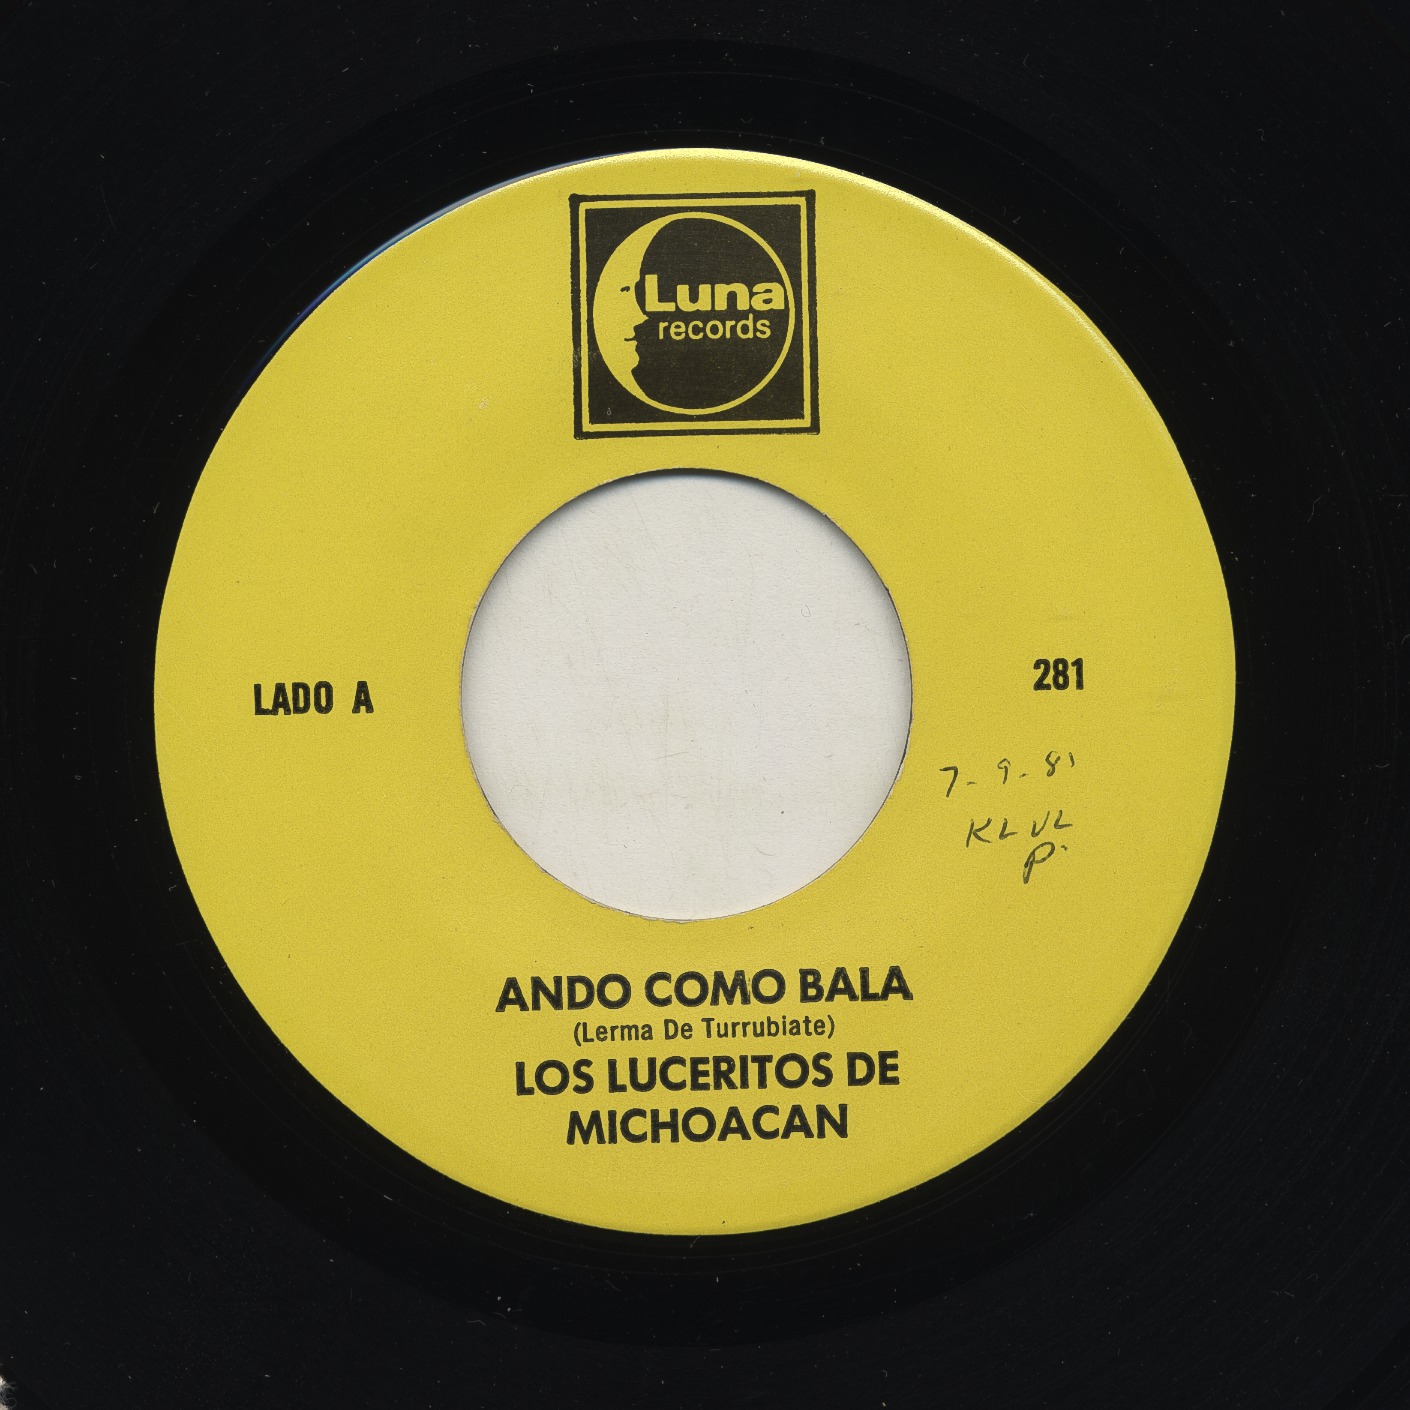 Luna
records
LADO A
281
7-9-81
KLVL
P.
ANDO COMO BALA
(Lerma De Turrubiate)
LOS LUCERITOS DE
MICHOACAN